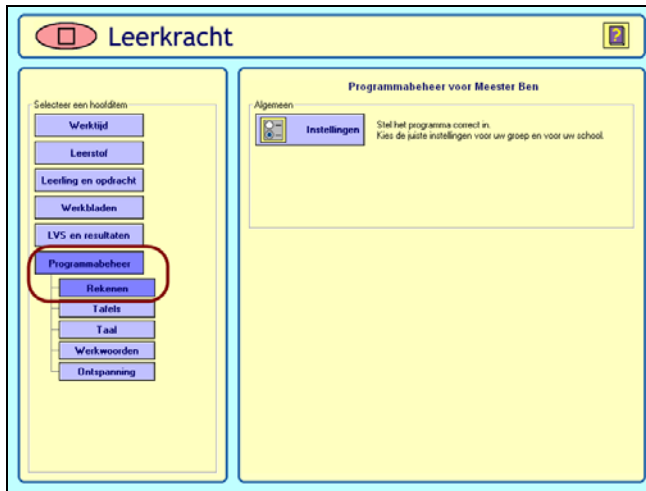 Leerkracht
Selecteer een hoofditem
Werktijd
Leerstof
Leerling en opdracht
Werkbladen
LVS en resultaten
Programmabeheer
Rekenen
Tafels
Taal
Werkwoorden
Ontspanning
Programmabeheer voor Meester Ben
Algemeen
Instellingen
Stel het programma correct in.
Kies de juiste instellingen voor uw groep en voor uw school.